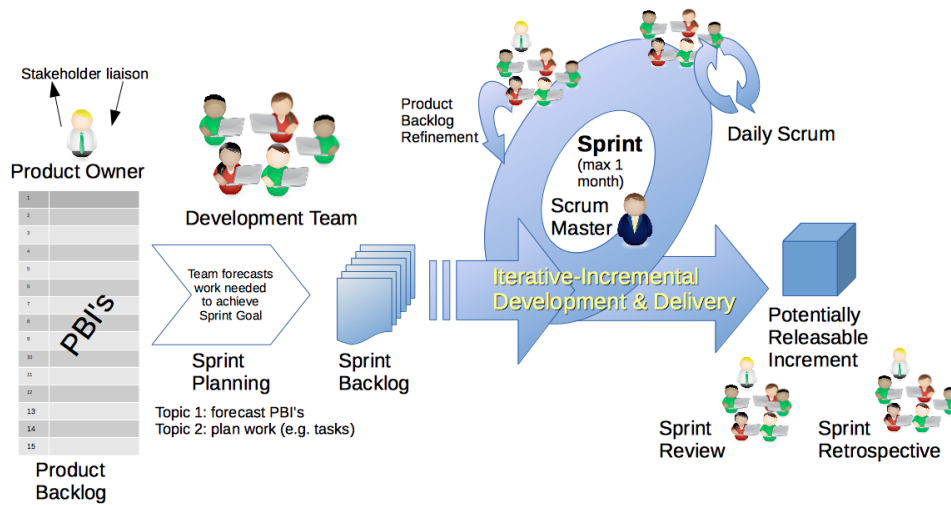 Stakeholder liaison
Product Owner
1
2
3
4
5
6
7
8
9
10
11
12
13
14
15
PBI's
Product
Backlog
Development Team
Team forecasts
work needed
to achieve
Sprint Goal
Sprint
Planning
Topic 1: forecast PBI's
Topic 2: plan work (e.g. tasks)
Sprint
Backlog
Product
Backlog
Refinement
Sprint
(max 1
month)
Scrum
Master
Daily Scrum
Iterative-Incremental
Development & Delivery
Potentially
Releasable
Increment
Sprint
Review
Sprint
Retrospective